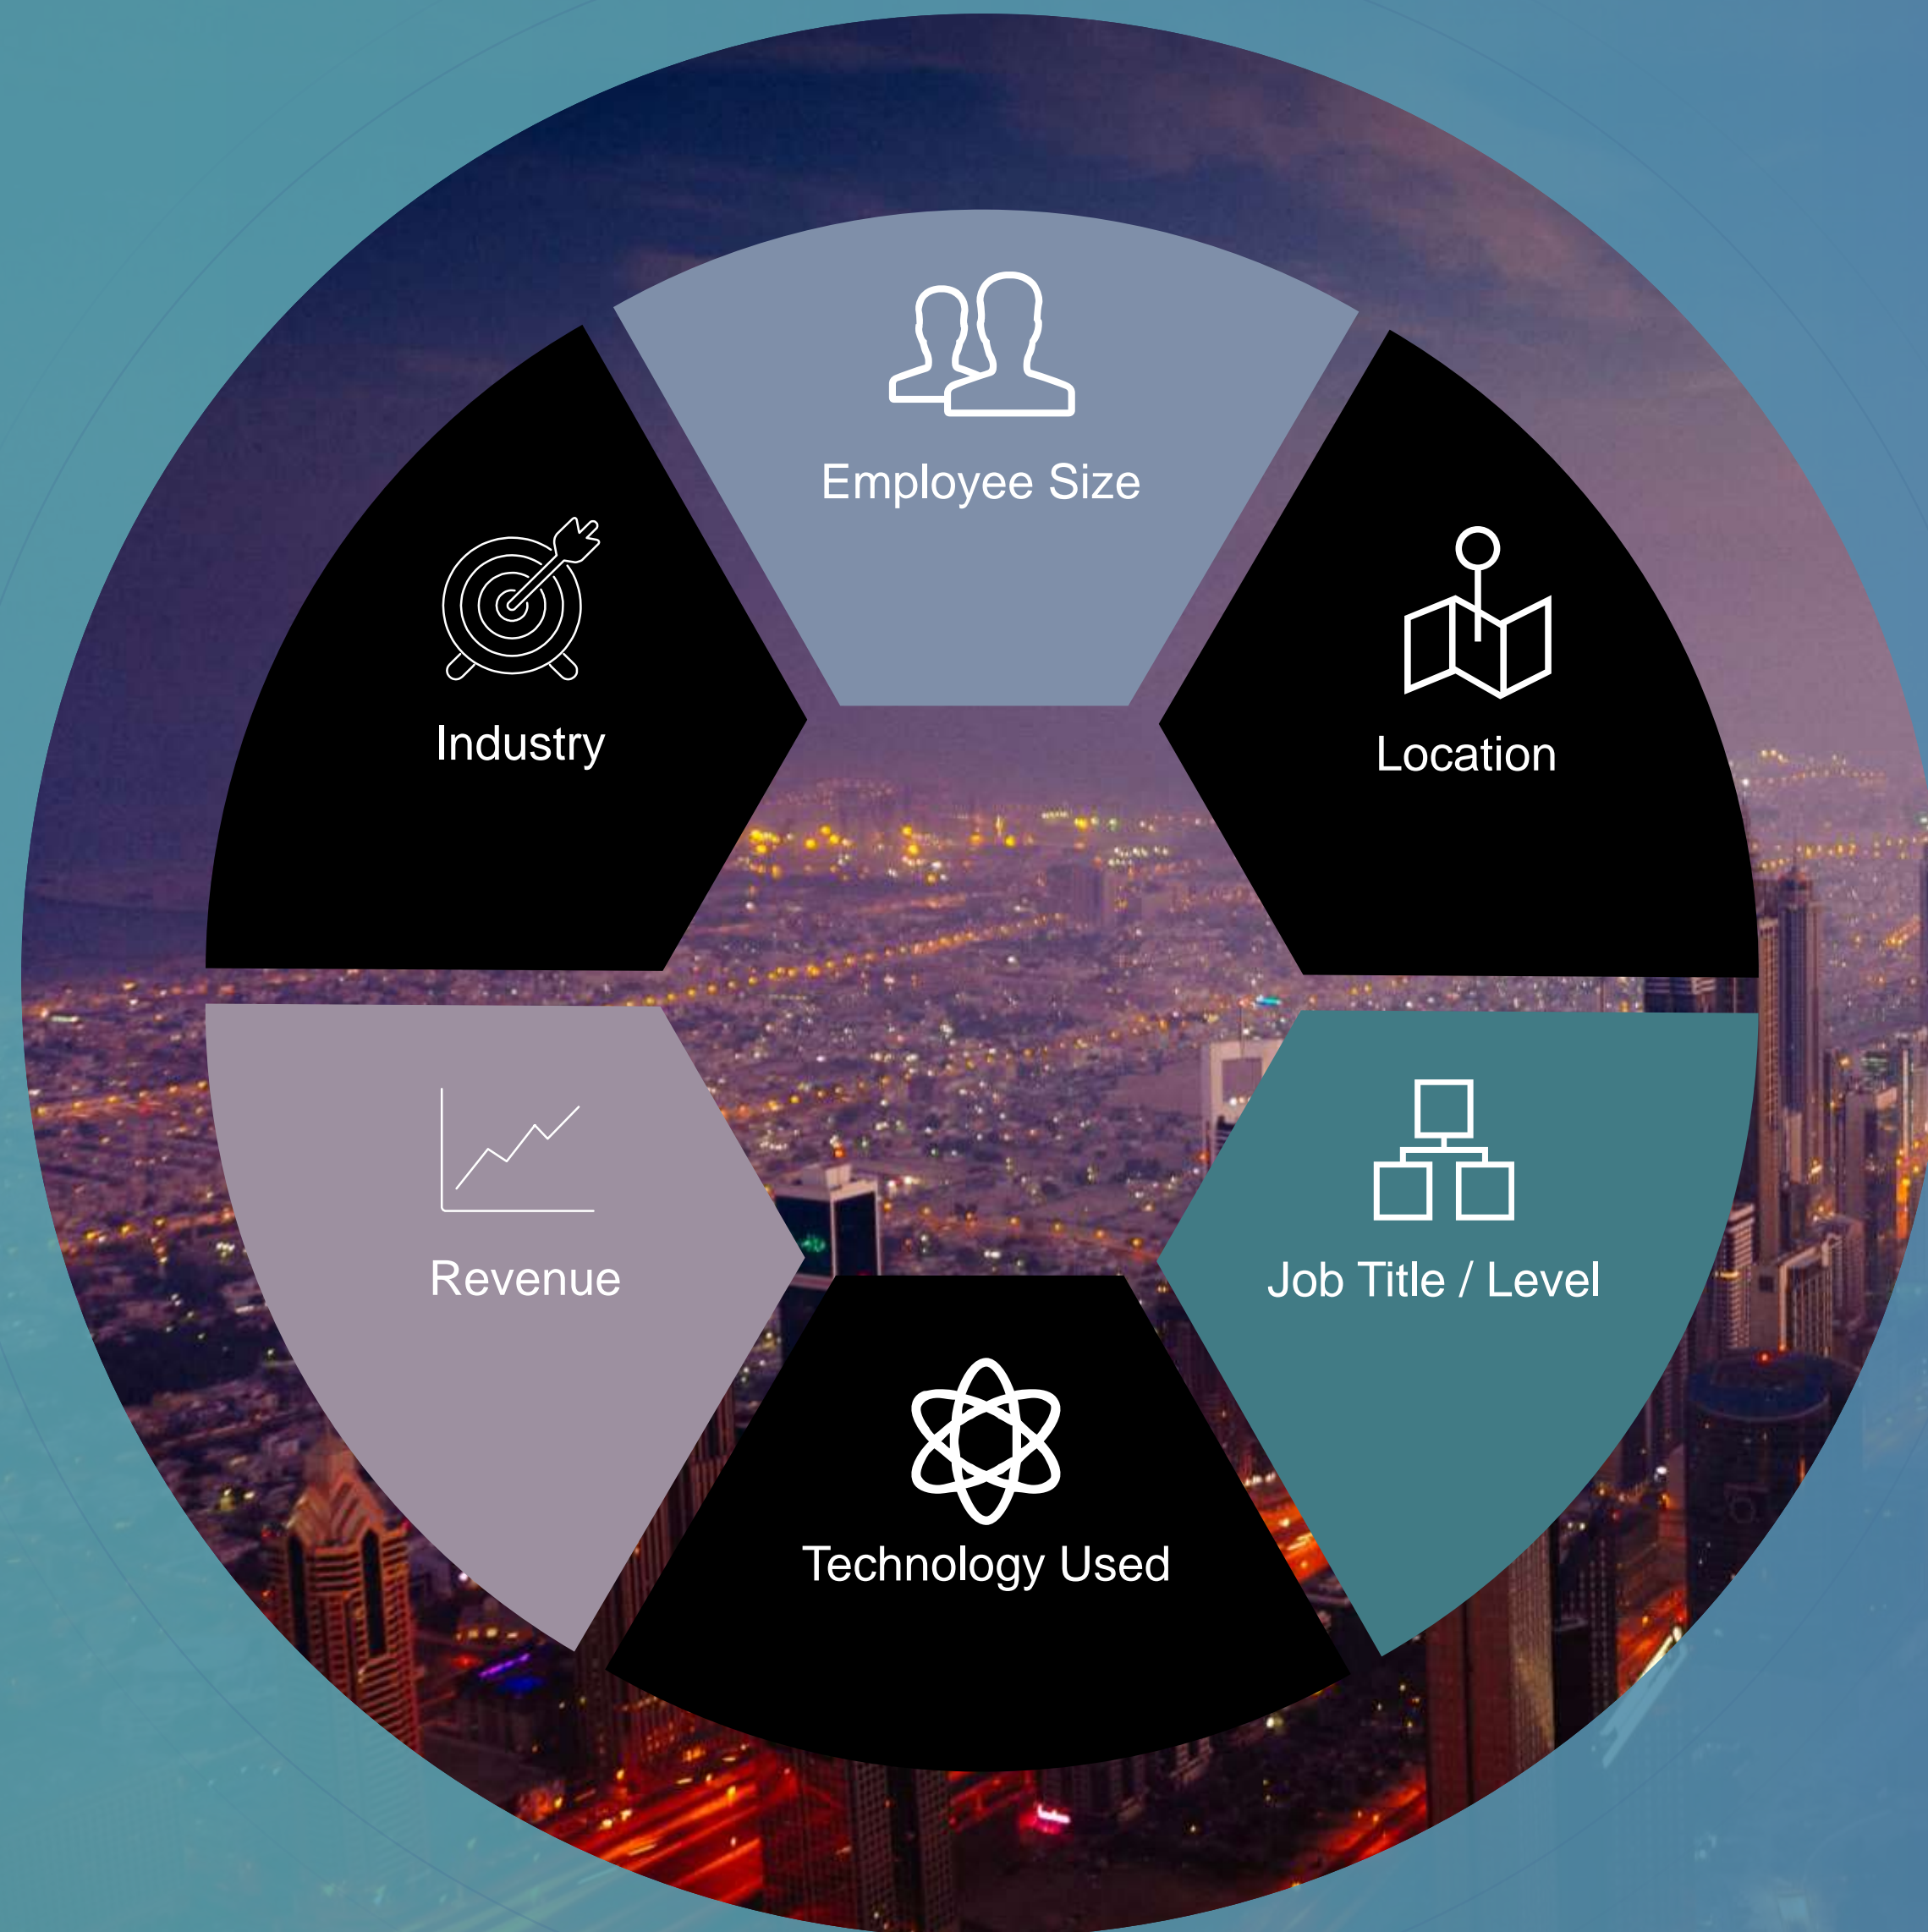 Employee Size
Industry
Location
Revenue
Job Title / Level
Technology Used